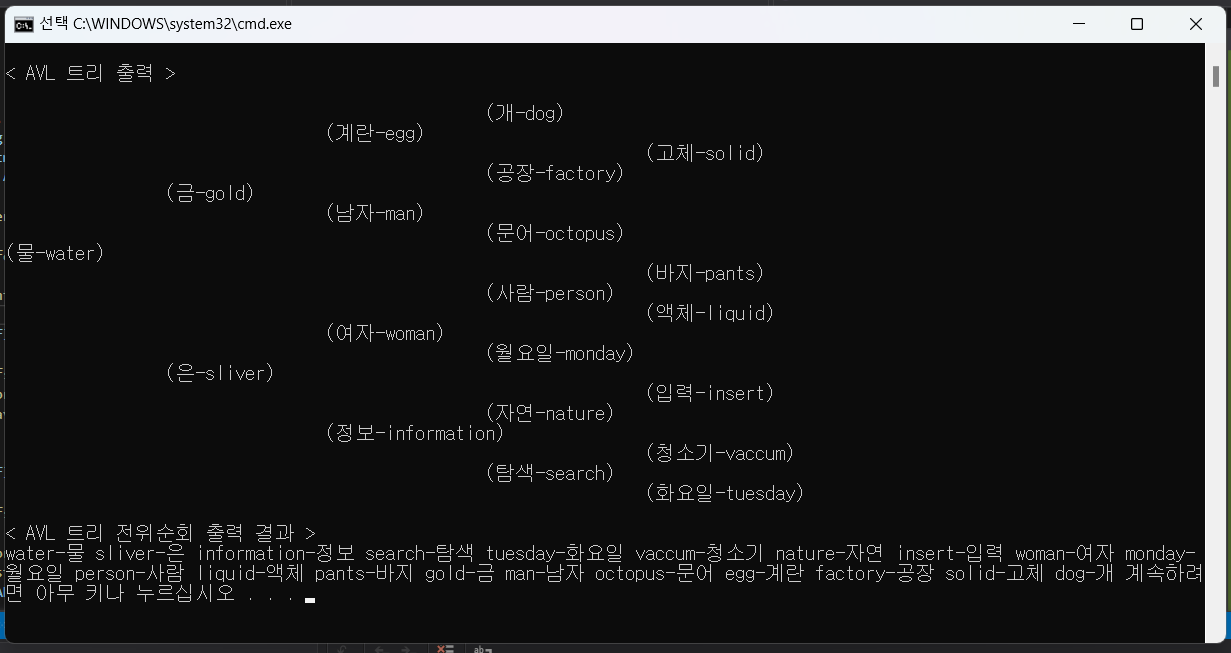 선택 C:\WINDOWS\system32\cmd.exe
< AVL 트리 출력 >
(개-dog)
(계란-egg)
(고체-solid)
(공장-factory)
(금-gold)
(남자-man)
(문어-octopus)
(물-water)
(바지-pants)
(사람-person)
(액체-liquid)
(여자-woman)
(월요일-monday)
(은-sliver)
(입력-insert)
(자연-nature)
(정보-information)
(청소기-vaccum)
(탐색-search)
(화요일-tuesday)
< AVL 트리 전위순회 출력 결과 >
water-물 sliver-은 information-정보 search-탐색 tuesday-화요일 vaccum-청소기 nature-자연 insert-입력 woman-여자 monday-
월요일 person-사람 liquid-액체 pants-바지 gold-금 man-남자 octopus-문어 egg-계란 factory-공장 solid-고체 dog-개 계속하려
면 아무 키나 누르십시오 . . .